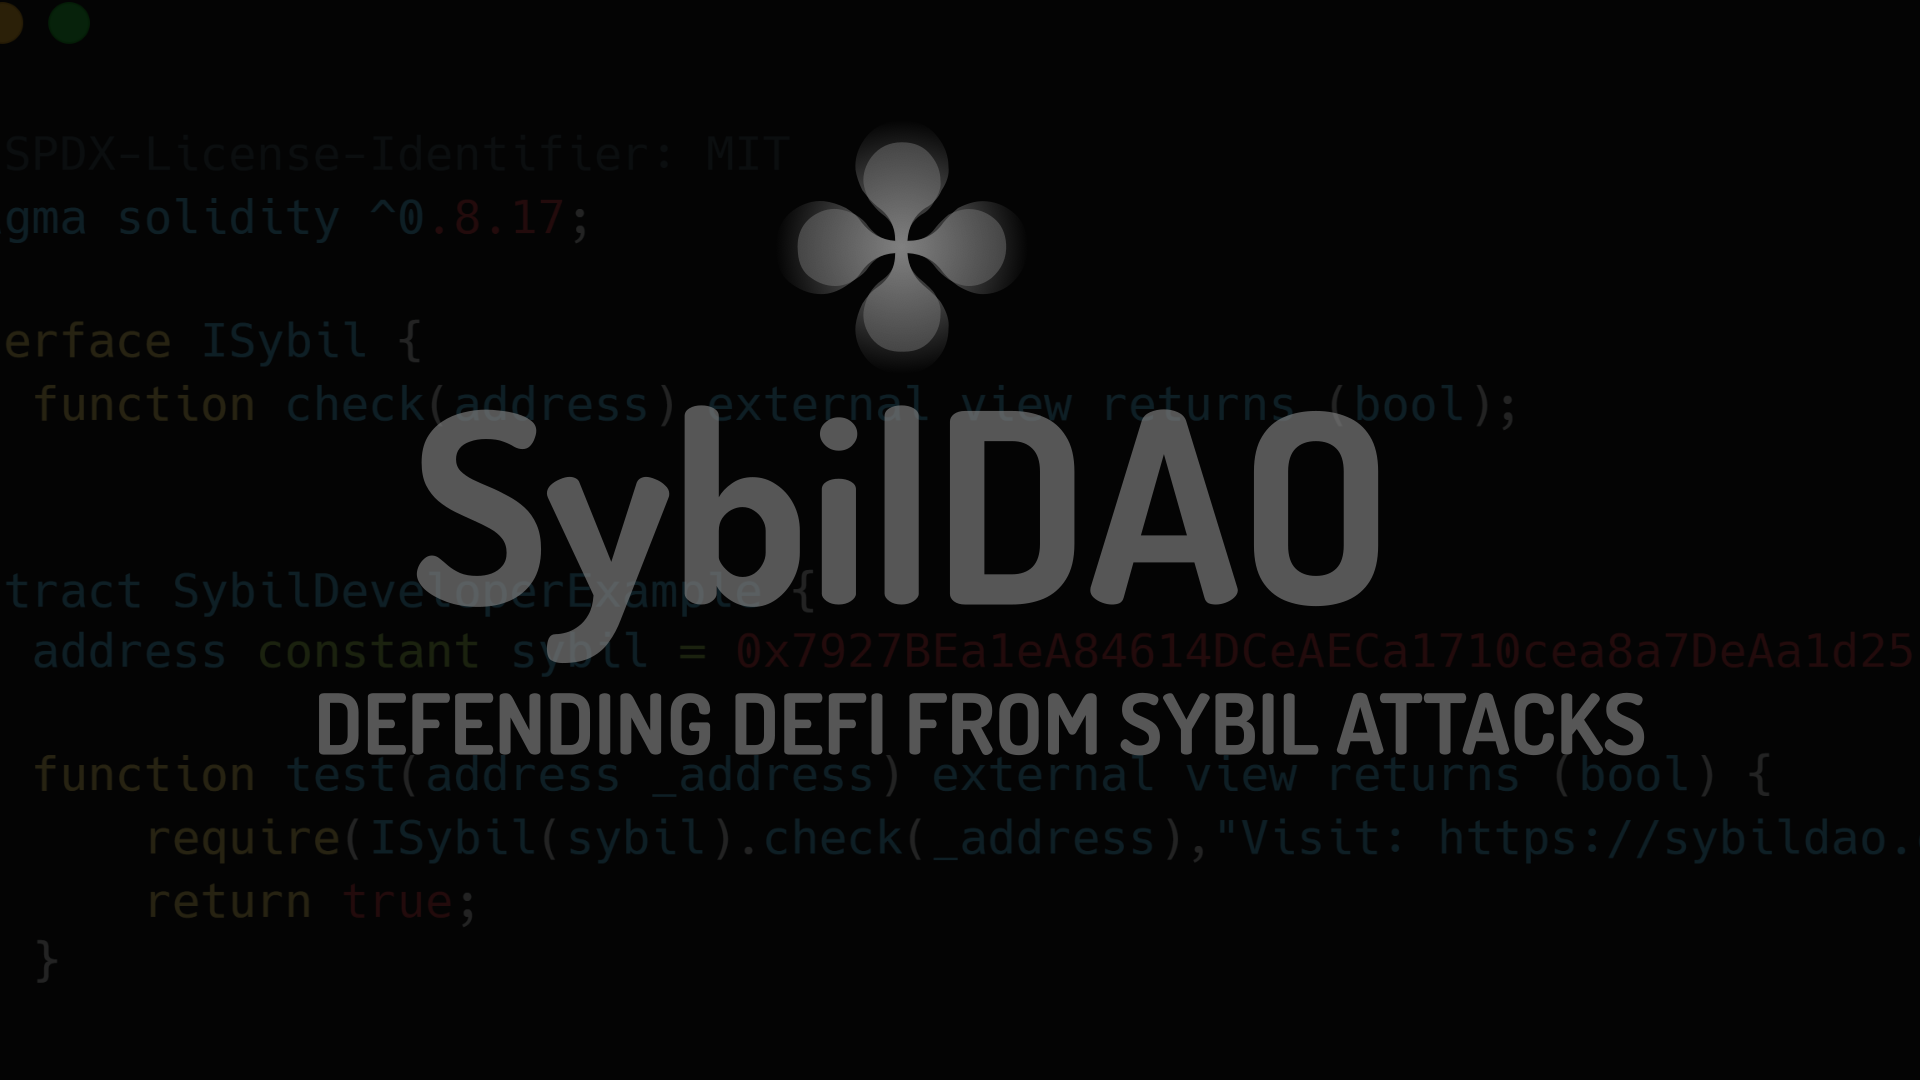 SPDX-License-Identifier: MIT
gma solidity ^0.8.17;
erface ISybil {
function check(address) external view returns (bool);
SybilDAO
tract SybilDeveloperExample {
address constant sybil = 0x7927BEa1eA84614DCeAECa1710cea8a7DeAa1d25
DEFENDING DEFI FROM SYBIL ATTACKS
function test(address _address) external view returns (bool) {
require(ISybil(sybil).check(_address),"Visit: https://sybildao.
return true;
}